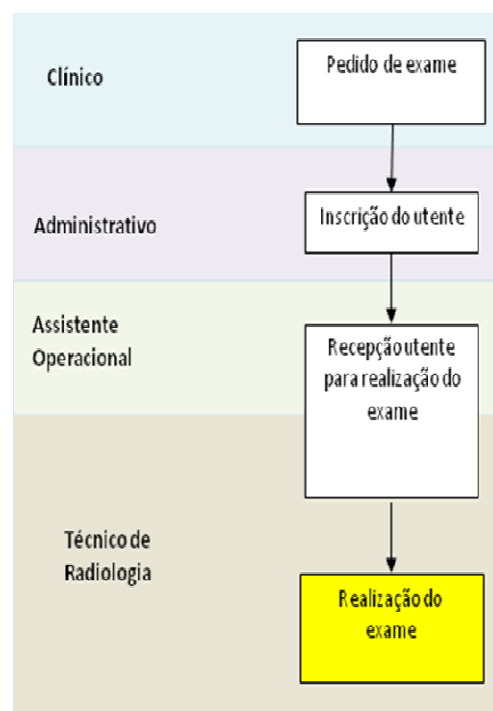 Clínico
Pedido de exame
Administrativo
Inscrição do utente
Assistente
Operacional
Recepção utente
para realização do
exame
Técnico de
Radiologia
Realização do
exame